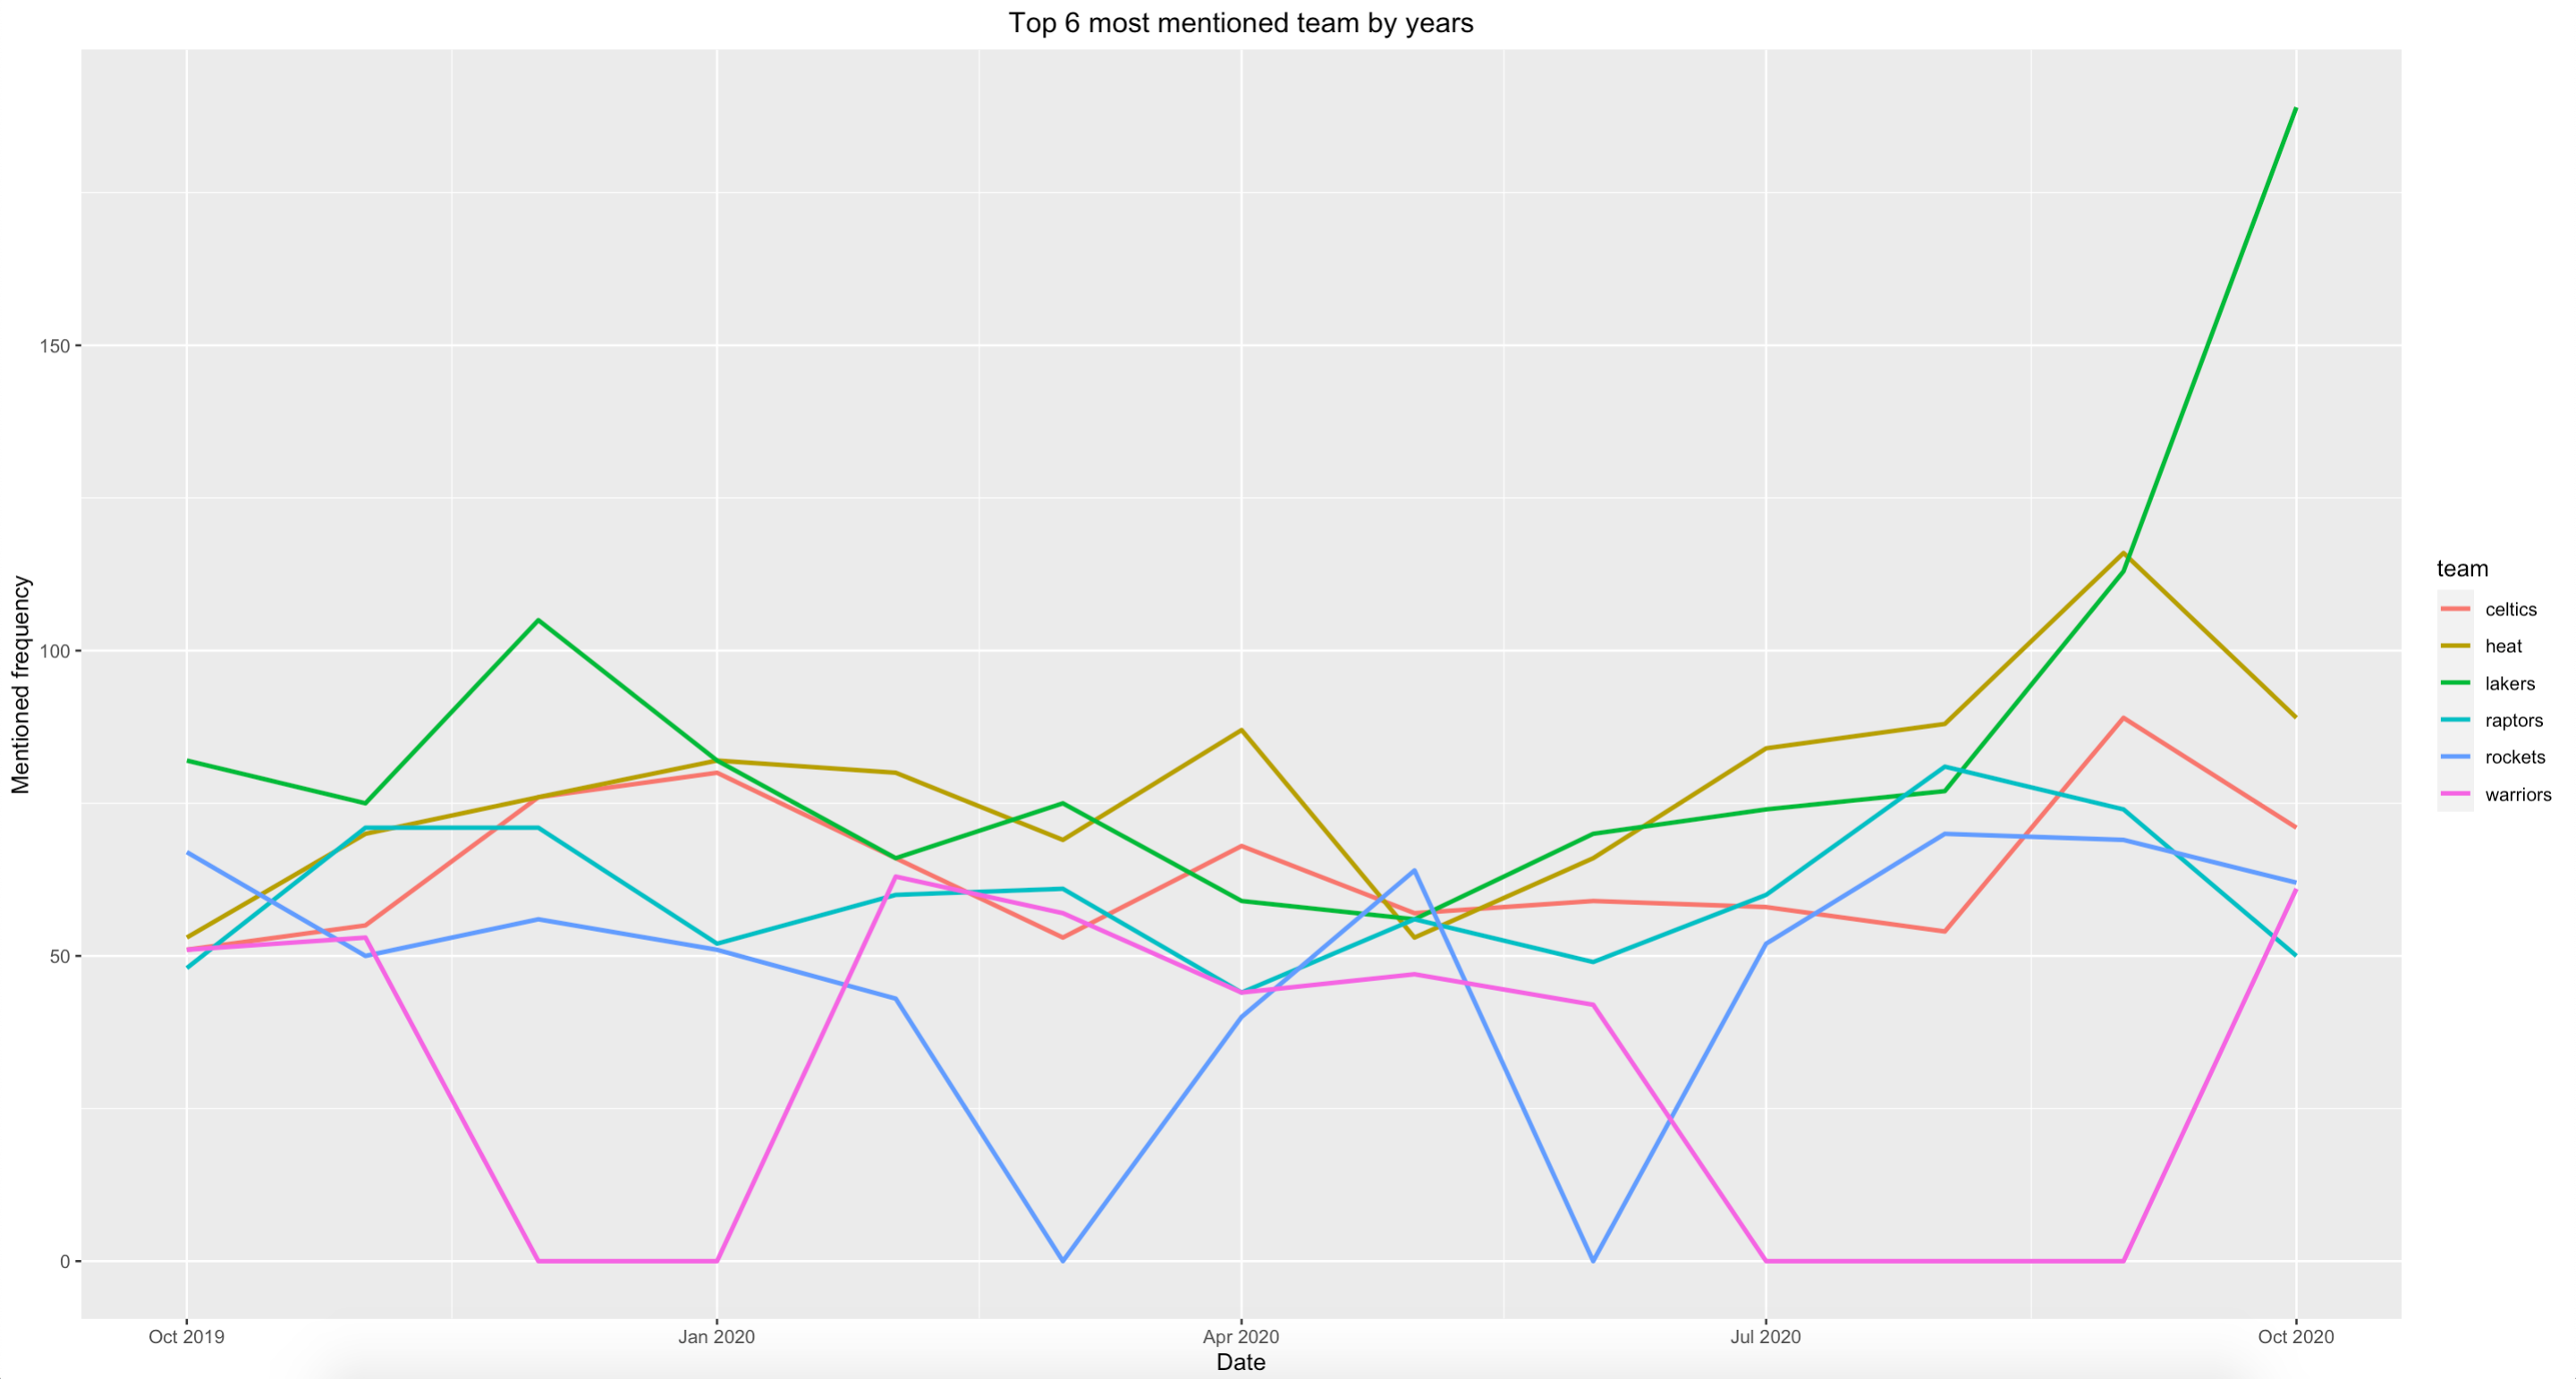 Top 6 most mentioned team by years
Mentioned frequency
150
100
50
0
Oct 2019
Jan 2020
Apr 2020
Jul 2020
Oct 2020
Date
team
celtics
heat
lakers
raptors
rockets
warriors